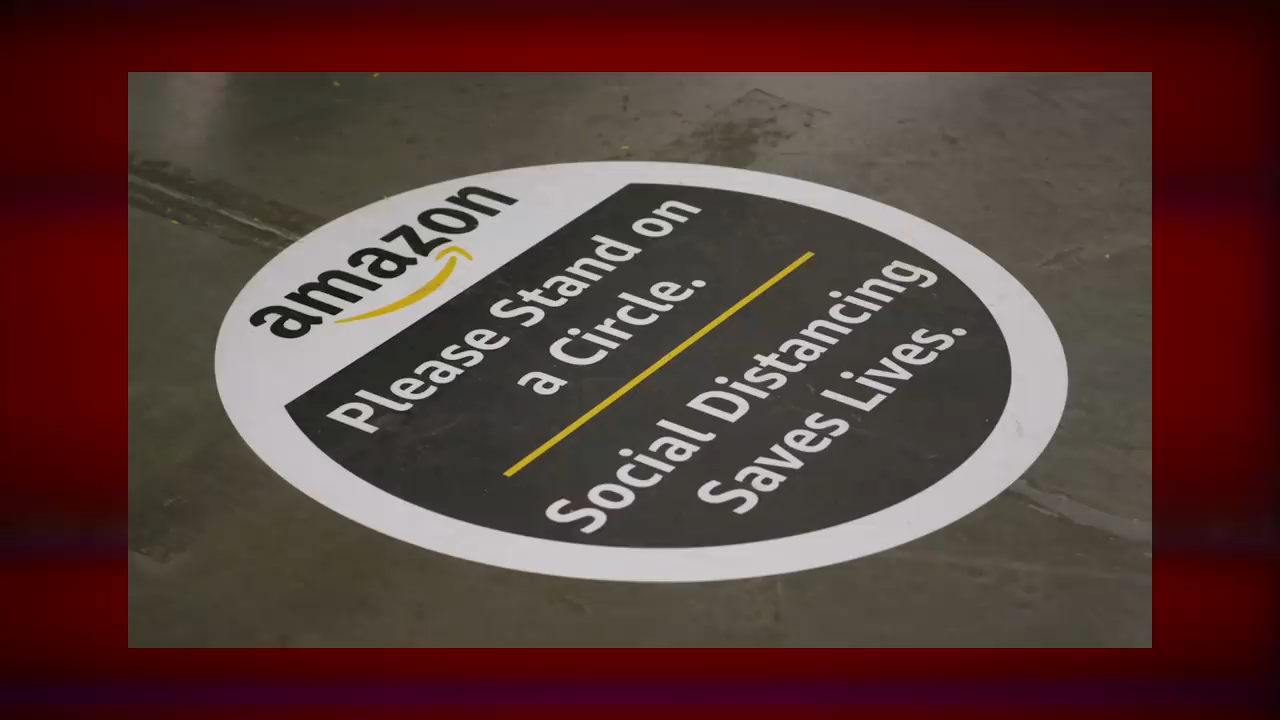 amazon
Please Stand on
a Circle.
Social Distancing
Saves Lives.